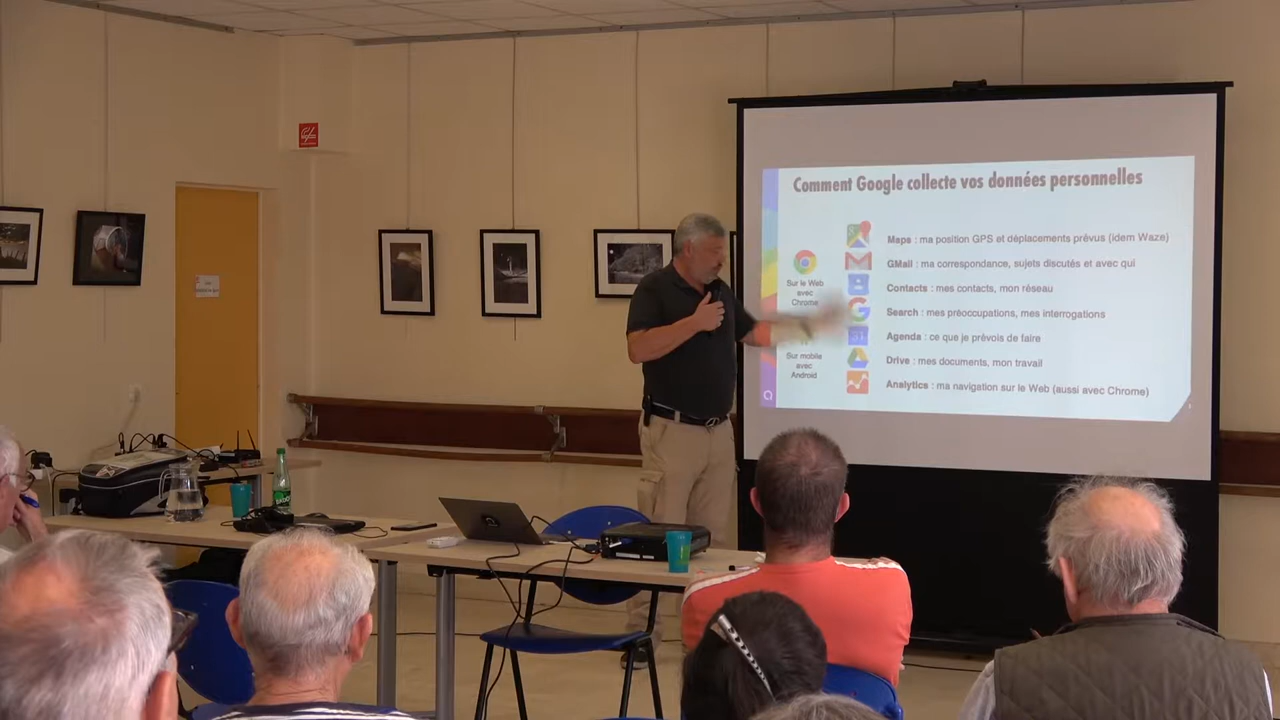 Comment Google collecte vos données personnelles
Maps : ma position GPS et déplacements prévus (idem Waze)
GMail : ma correspondance, sujets discutés et avec qui
Contacts : mes contacts, mon réseau
Search : mes préoccupations, mes interrogations
Agenda : ce que je prévois de faire
Drive : mes documents, mon travail
Analytics : ma navigation sur le Web (aussi avec Chrome)
Sur le Web
avec
Chrome
Sur mobile
avec
Android